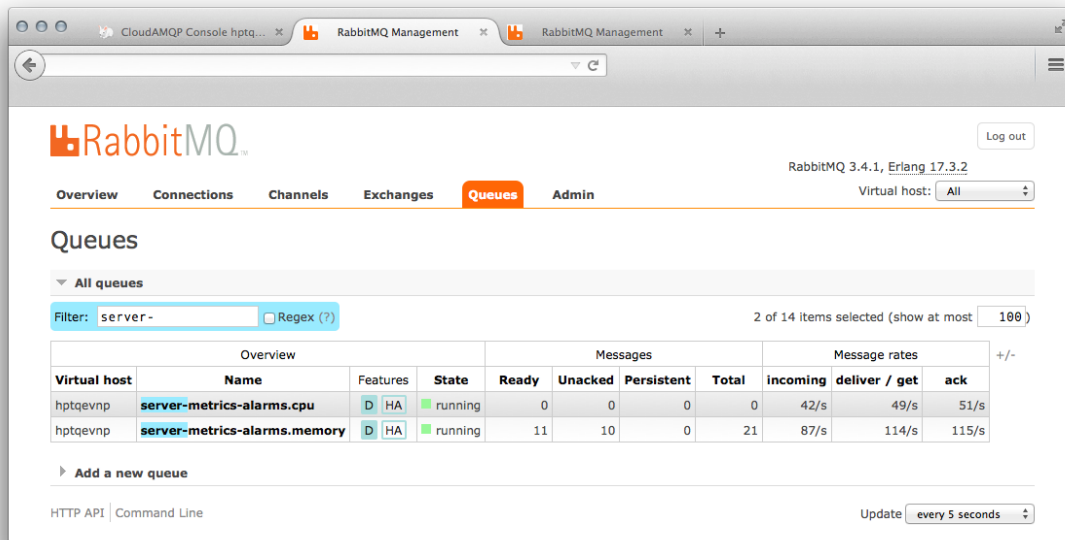 CloudAMQP Console hptq... × RabbitMQ Management × RabbitMQ Management × +
RabbitMQ™
Log out
RabbitMQ 3.4.1, Erlang 17.3.2
Virtual host: All
Overview Connections Channels Exchanges Queues Admin
Queues
All queues
Filter: server- Regex (?) 2 of 14 items selected (show at most 100)
Overview Messages Message rates +/-
Virtual host Name Features State Ready Unacked Persistent Total incoming deliver / get ack
hptqevnp server-metrics-alarms.cpu D HA running 0 0 0 0 42/s 49/s 51/s
hptqevnp server-metrics-alarms.memory D HA running 11 10 0 21 87/s 114/s 115/s
Add a new queue
HTTP API Command Line
Update every 5 seconds